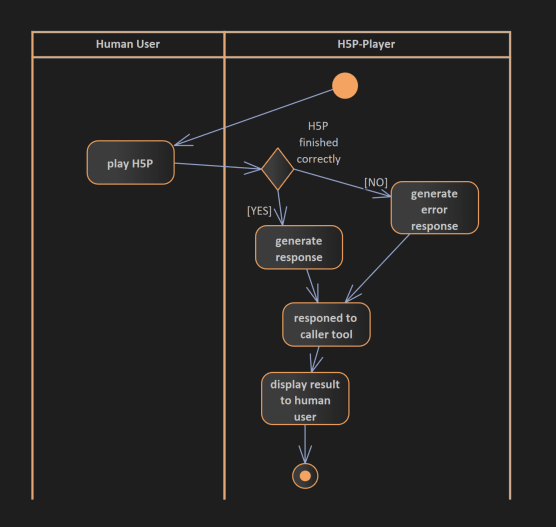 Human User
H5P-Player
H5P
finished
correctly
play H5P
[NO]
generate
error
response
[YES]
generate
response
responed to
caller tool
display result
to human
user